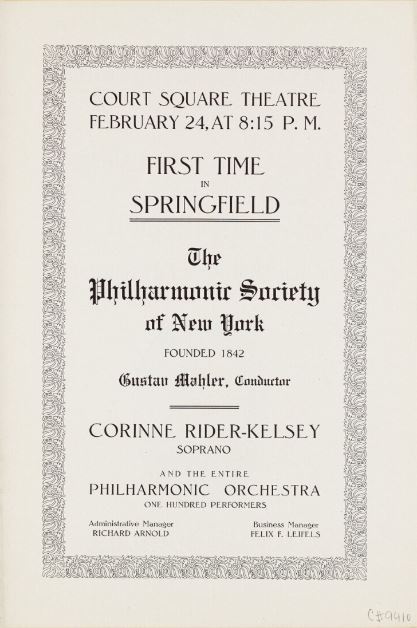 COURT SQUARE THEATRE
FEBRUARY 24, AT 8:15 P. M.
FIRST TIME
IN
SPRINGFIELD
The
Philharmonic Society
of New York
FOUNDED 1842
Gustav Mahler, Conductor
CORINNE RIDER-KELSEY
SOPRANO
AND THE ENTIRE
PHILHARMONIC ORCHESTRA
ONE HUNDRED PERFORMERS
Administrative Manager
RICHARD ARNOLD
Business Manager
FELIX F. LEIFELS